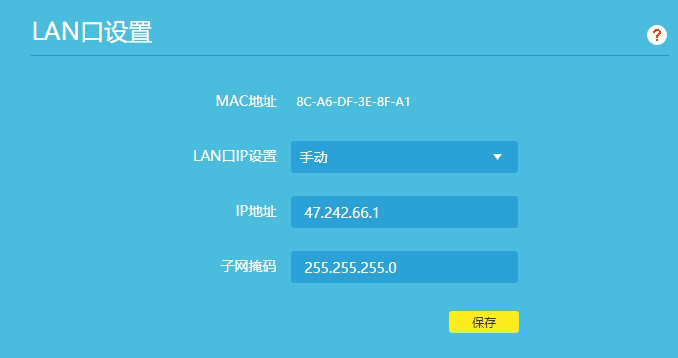 LAN口设置
?
MAC地址 8C-A6-DF-3E-8F-A1
LAN口IP设置 手动
IP地址 47.242.66.1
子网掩码 255.255.255.0
保存